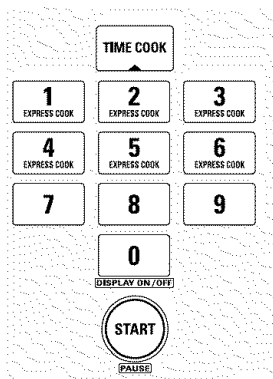 TIME COOK
1 2 3
EXPRESS COOK EXPRESS COOK EXPRESS COOK
4 5 6
EXPRESS COOK EXPRESS COOK EXPRESS COOK
7 8 9
0
DISPLAY ON/OFF
START
PAUSE